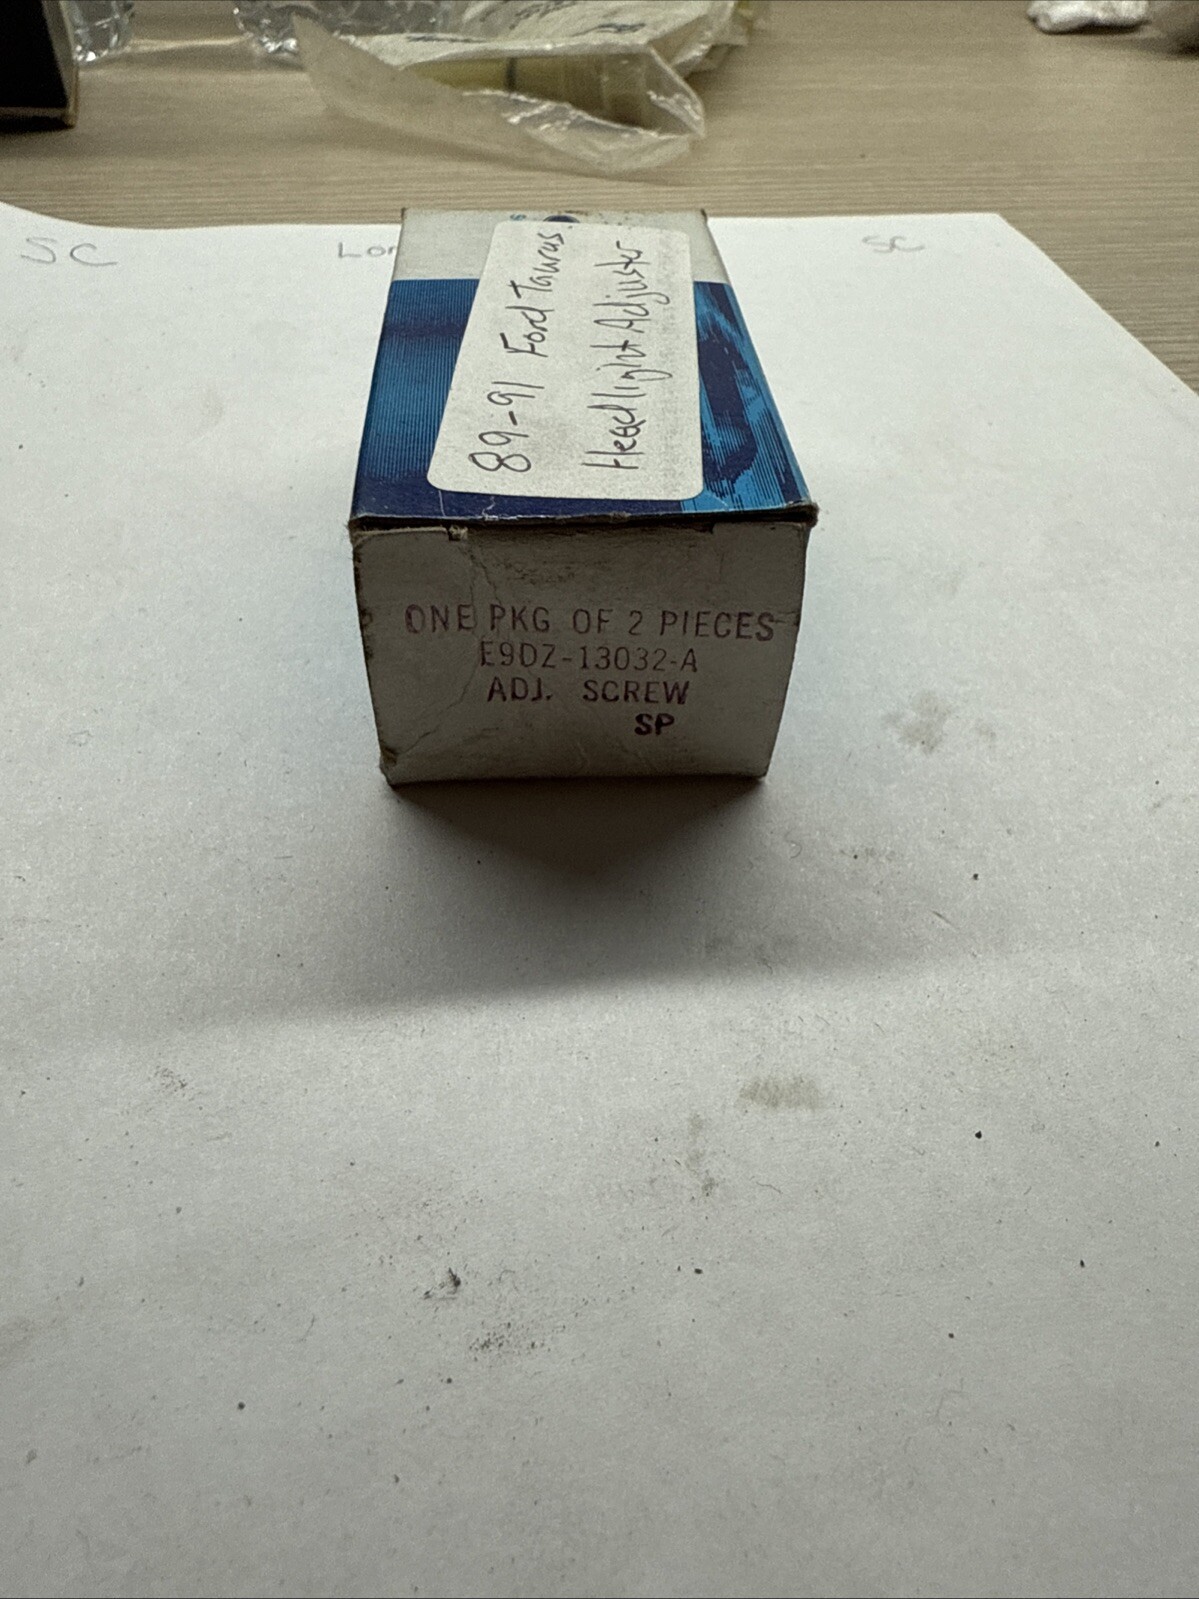 SC
SC
89-91 Ford Taurus
Headlight Adjuster
ONE PKG OF 2 PIECES
E9DZ-13032-A
ADJ. SCREW
SP